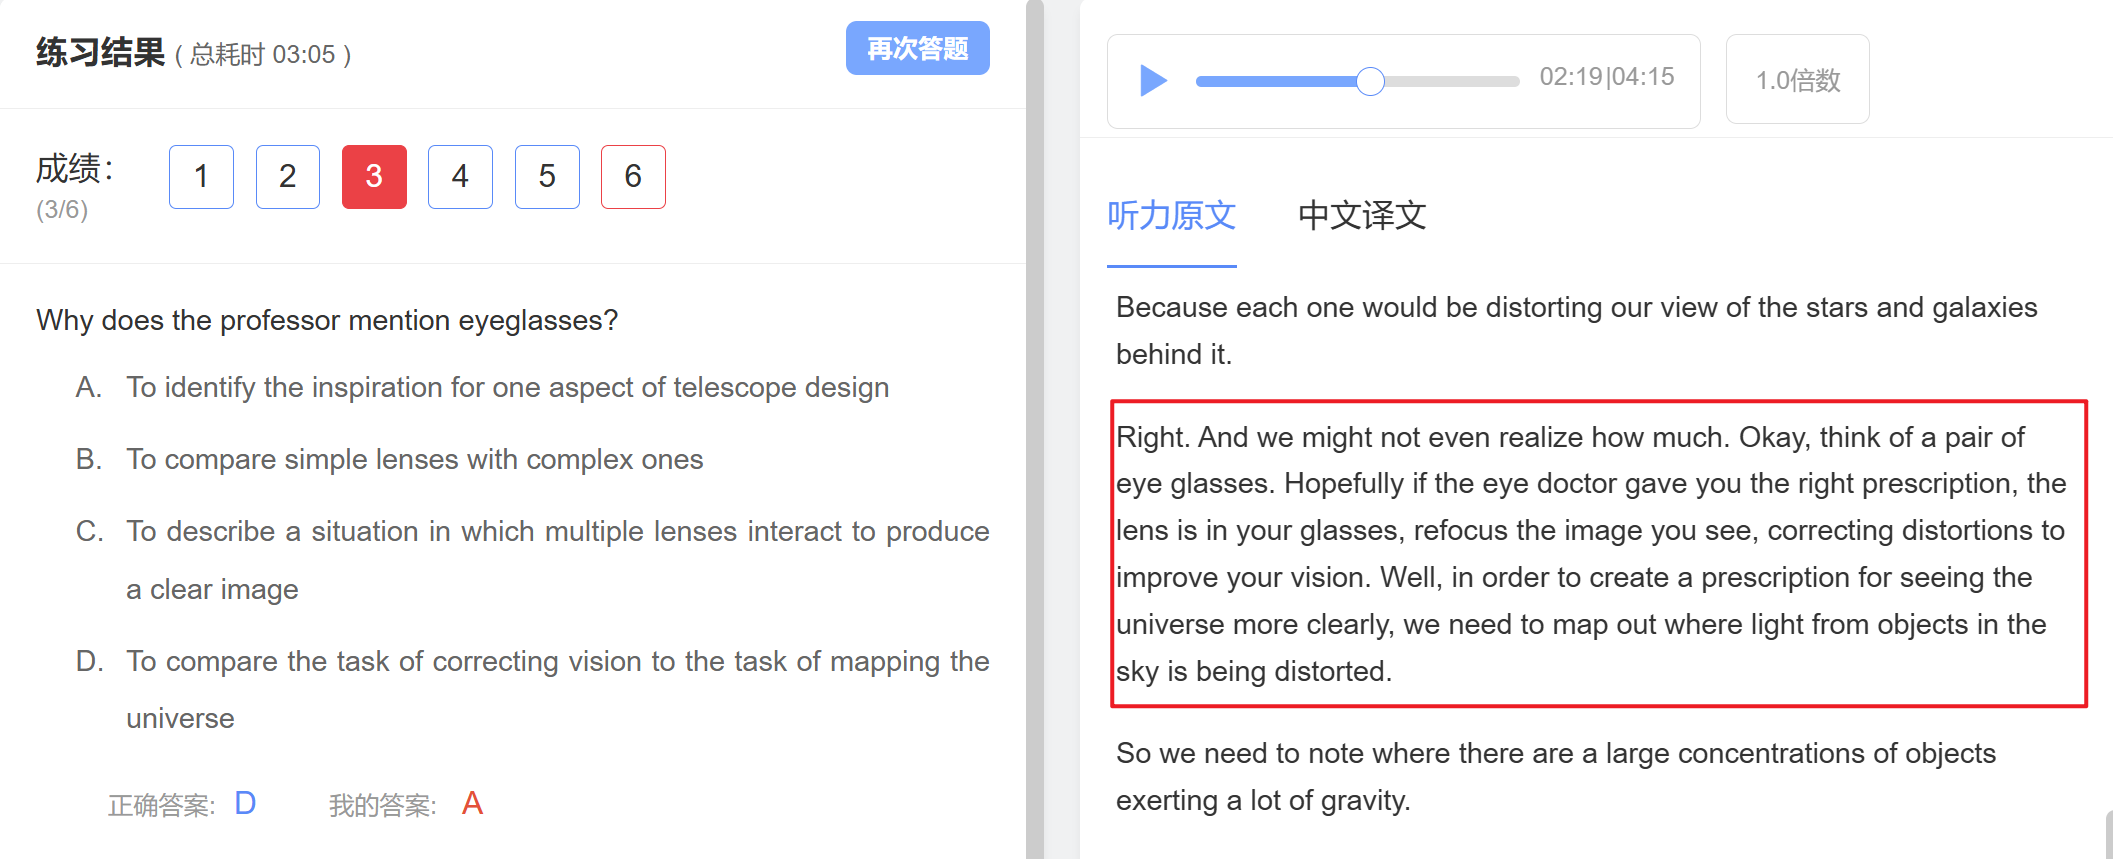 练习结果 ( 总耗时 03:05 )
再次答题
成绩：
(3/6)
1 2 3 4 5 6
Why does the professor mention eyeglasses?
A. To identify the inspiration for one aspect of telescope design
B. To compare simple lenses with complex ones
C. To describe a situation in which multiple lenses interact to produce
a clear image
D. To compare the task of correcting vision to the task of mapping the
universe
正确答案: D 我的答案: A
02:19|04:15
1.0倍数
听力原文 中文译文
Because each one would be distorting our view of the stars and galaxies
behind it.
Right. And we might not even realize how much. Okay, think of a pair of
eye glasses. Hopefully if the eye doctor gave you the right prescription, the
lens is in your glasses, refocus the image you see, correcting distortions to
improve your vision. Well, in order to create a prescription for seeing the
universe more clearly, we need to map out where light from objects in the
sky is being distorted.
So we need to note where there are a large concentrations of objects
exerting a lot of gravity.